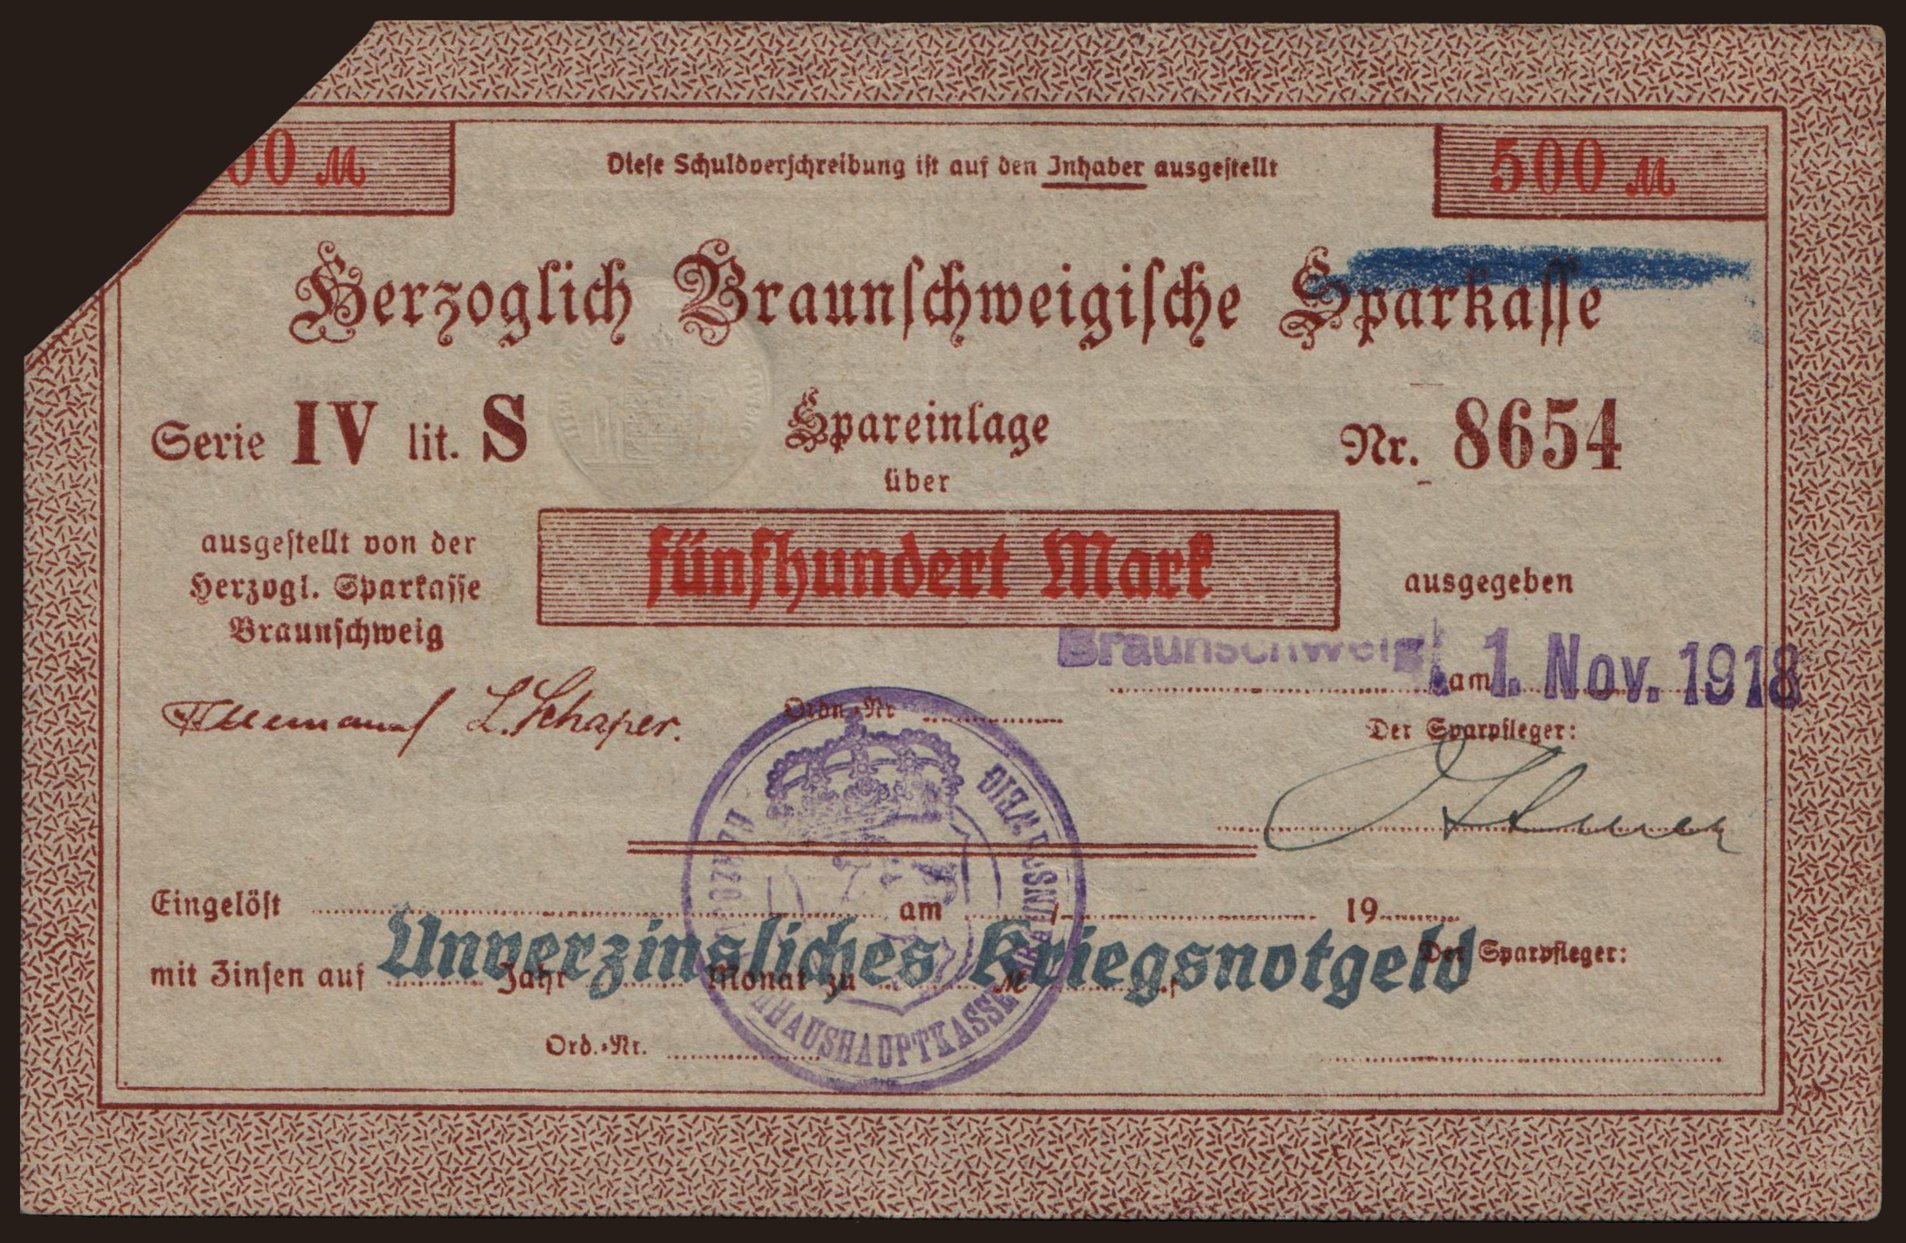 00 M
Diese Schuldverschreibung ist auf den Inhaber ausgestellt
500 M
Herzoglich Braunschweigische Sparkasse
Serie IV lit. S
Spareinlage
Nr. 8654
über
ausgestellt von der
Herzogl. Sparkasse
Braunschweig
fünfhundert Mark
ausgegeben
Braunschweig am 1. Nov. 1918
L. Schaper.
Ordn.-Nr
Der Sparpfleger:
Eingelöst am 19
Unverzinsliches Kriegsnotgeld
mit Zinsen auf Jahr Monat zu M
Der Sparpfleger:
Ord.-Nr.